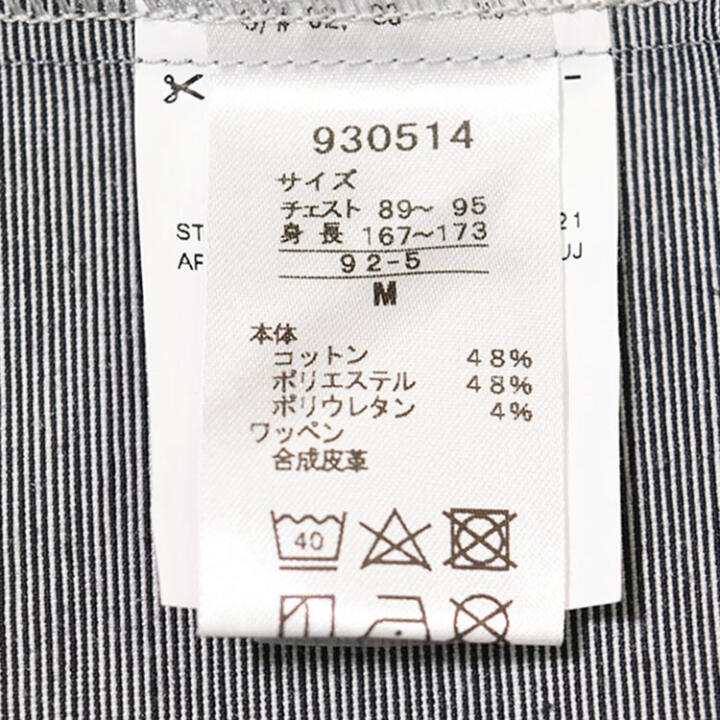 930514
サイズ
チェスト 89～ 95
身長 167～173
92-5
M
本体
コットン 48%
ポリエステル 48%
ポリウレタン 4%
ワッペン
合成皮革
40